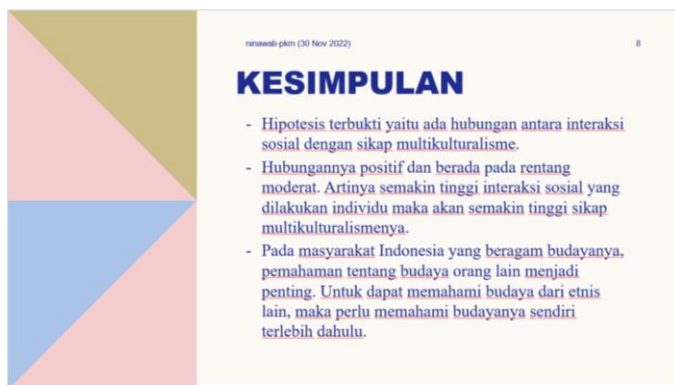 ninawati-pkm (30 Nov 2022)
8
KESIMPULAN
- Hipotesis terbukti yaitu ada hubungan antara interaksi
sosial dengan sikap multikulturalisme.
- Hubungannya positif dan berada pada rentang
moderat. Artinya semakin tinggi interaksi sosial yang
dilakukan individu maka akan semakin tinggi sikap
multikulturalismenya.
- Pada masyarakat Indonesia yang beragam budayanya,
pemahaman tentang budaya orang lain menjadi
penting. Untuk dapat memahami budaya dari etnis
lain, maka perlu memahami budayanya sendiri
terlebih dahulu.